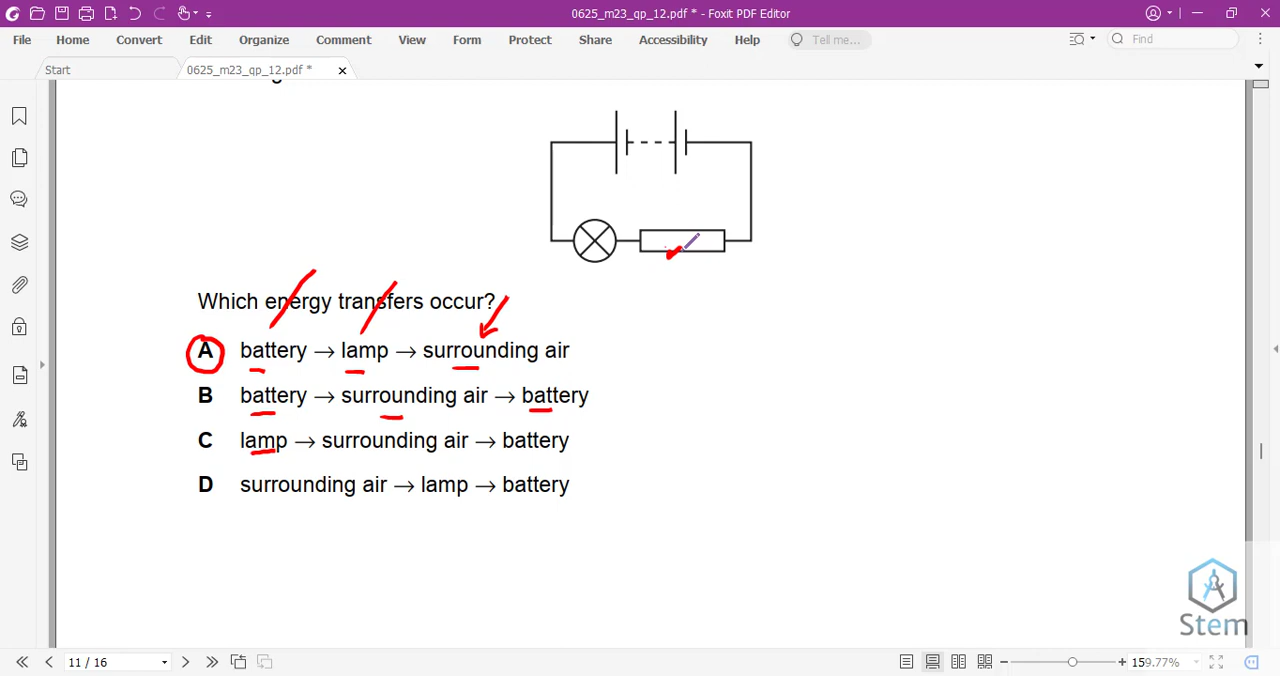 0625_m23_qp_12.pdf * - Foxit PDF Editor
File Home Convert Edit Organize Comment View Form Protect Share Accessibility Help Tell me... Find
Start 0625_m23_qp_12.pdf *
Which energy transfers occur?
A battery → lamp → surrounding air
B battery → surrounding air → battery
C lamp → surrounding air → battery
D surrounding air → lamp → battery
Stem
11 / 16 159.77%